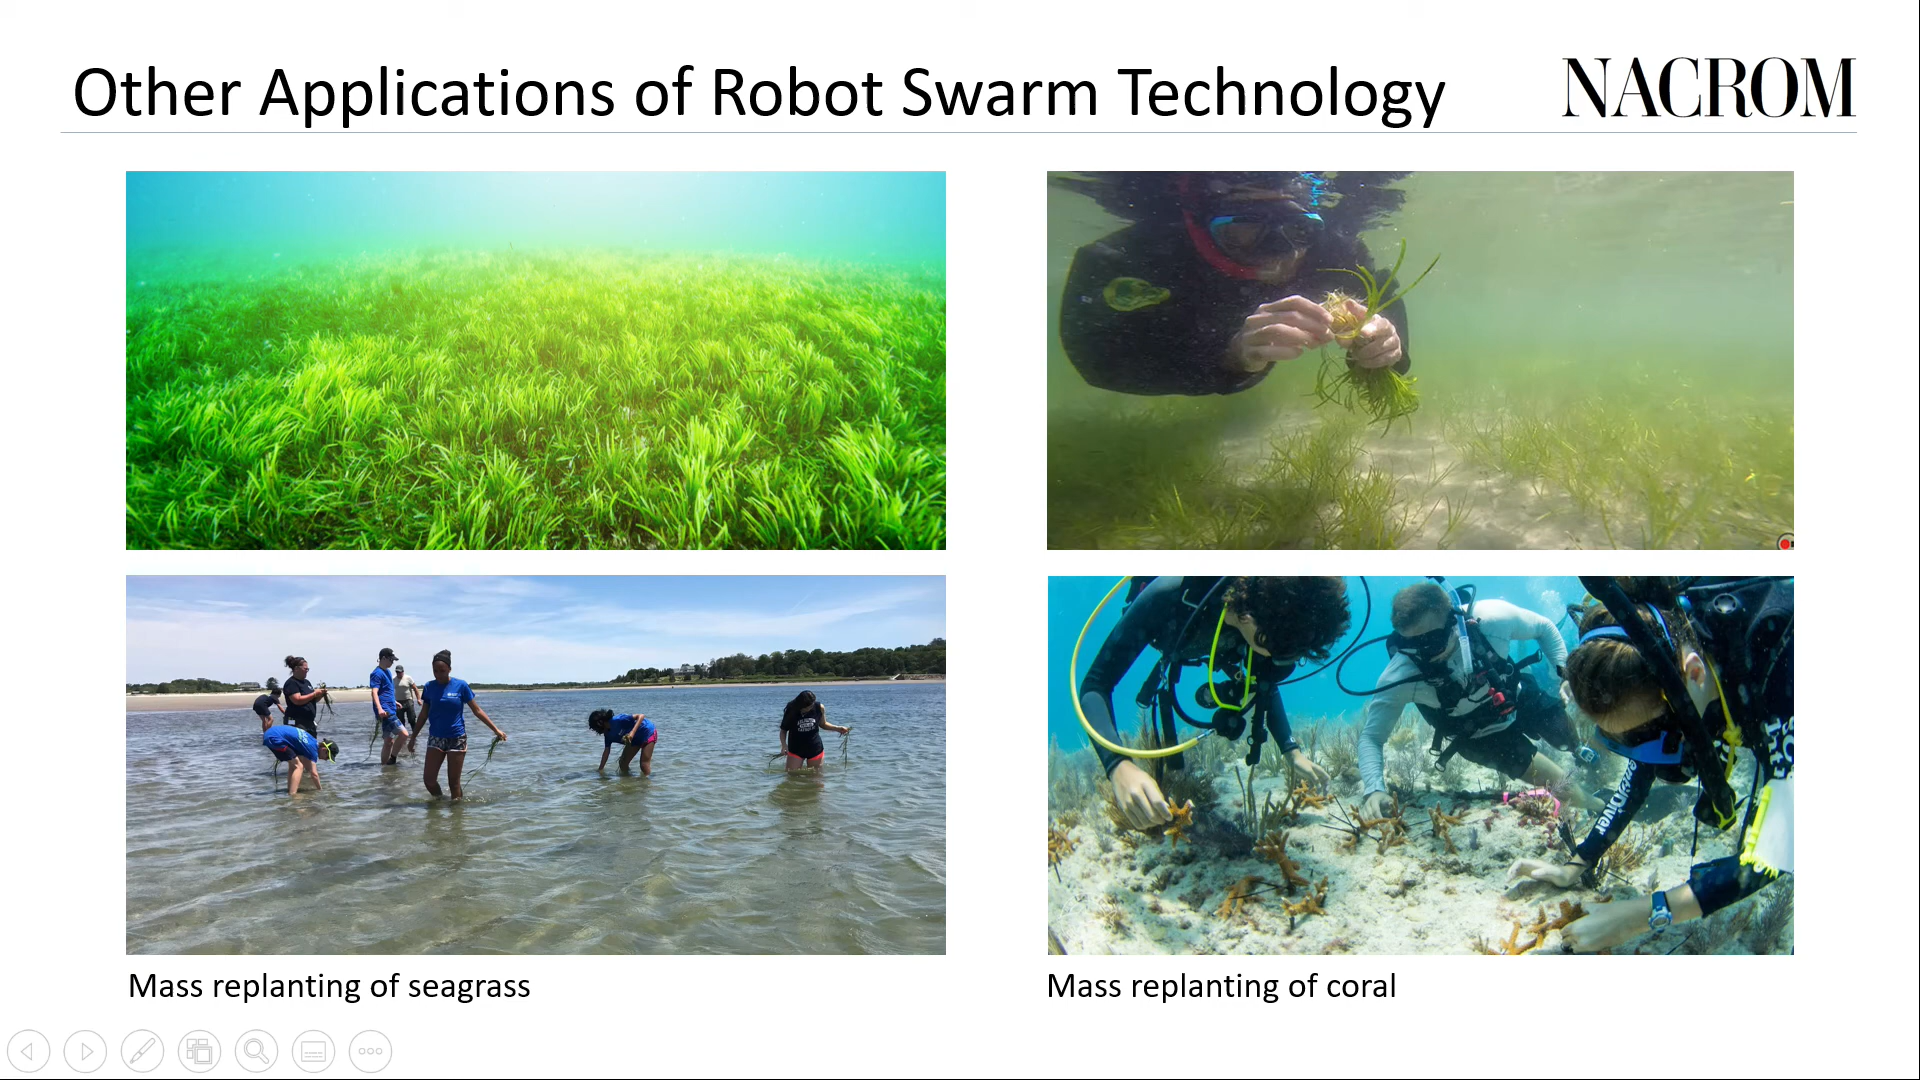 Other Applications of Robot Swarm Technology
NACROM
Mass replanting of seagrass
Mass replanting of coral